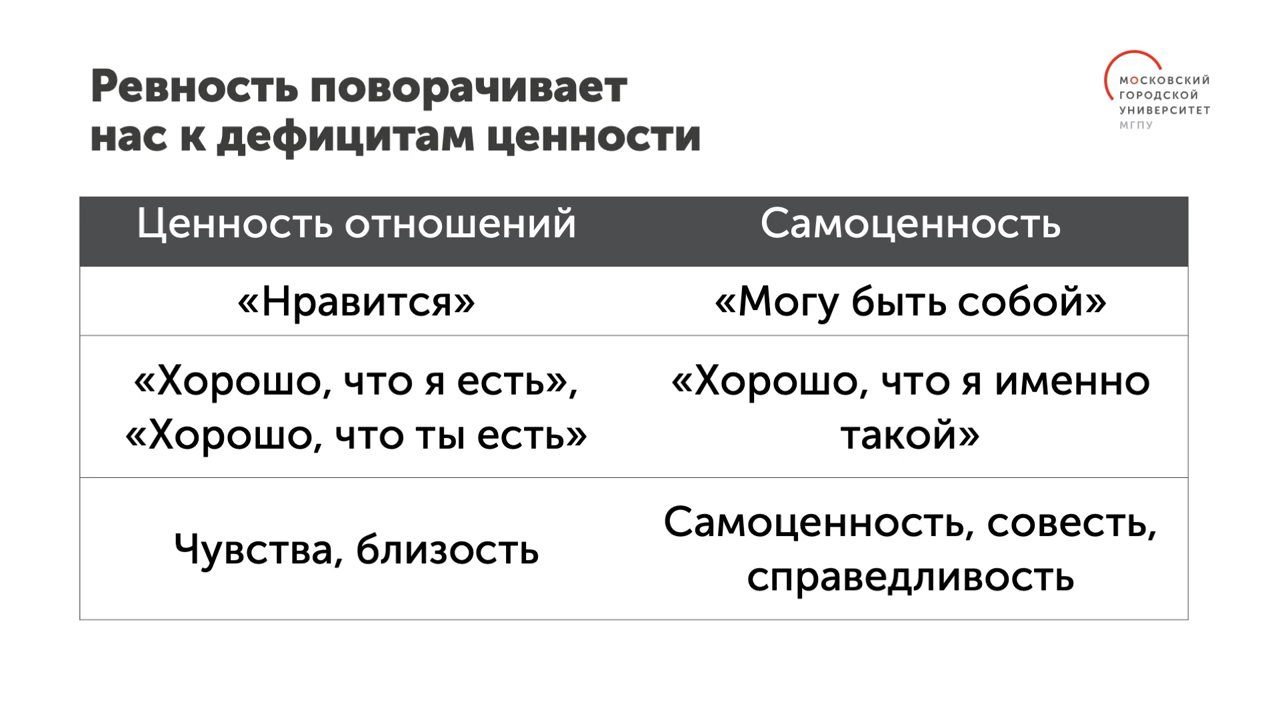 Ревность поворачивает
нас к дефицитам ценности
МОСКОВСКИЙ
ГОРОДСКОЙ
УНИВЕРСИТЕТ
МГПУ
Ценность отношений
Самоценность
«Нравится»
«Могу быть собой»
«Хорошо, что я есть»,
«Хорошо, что ты есть»
«Хорошо, что я именно
такой»
Чувства, близость
Самоценность, совесть,
справедливость